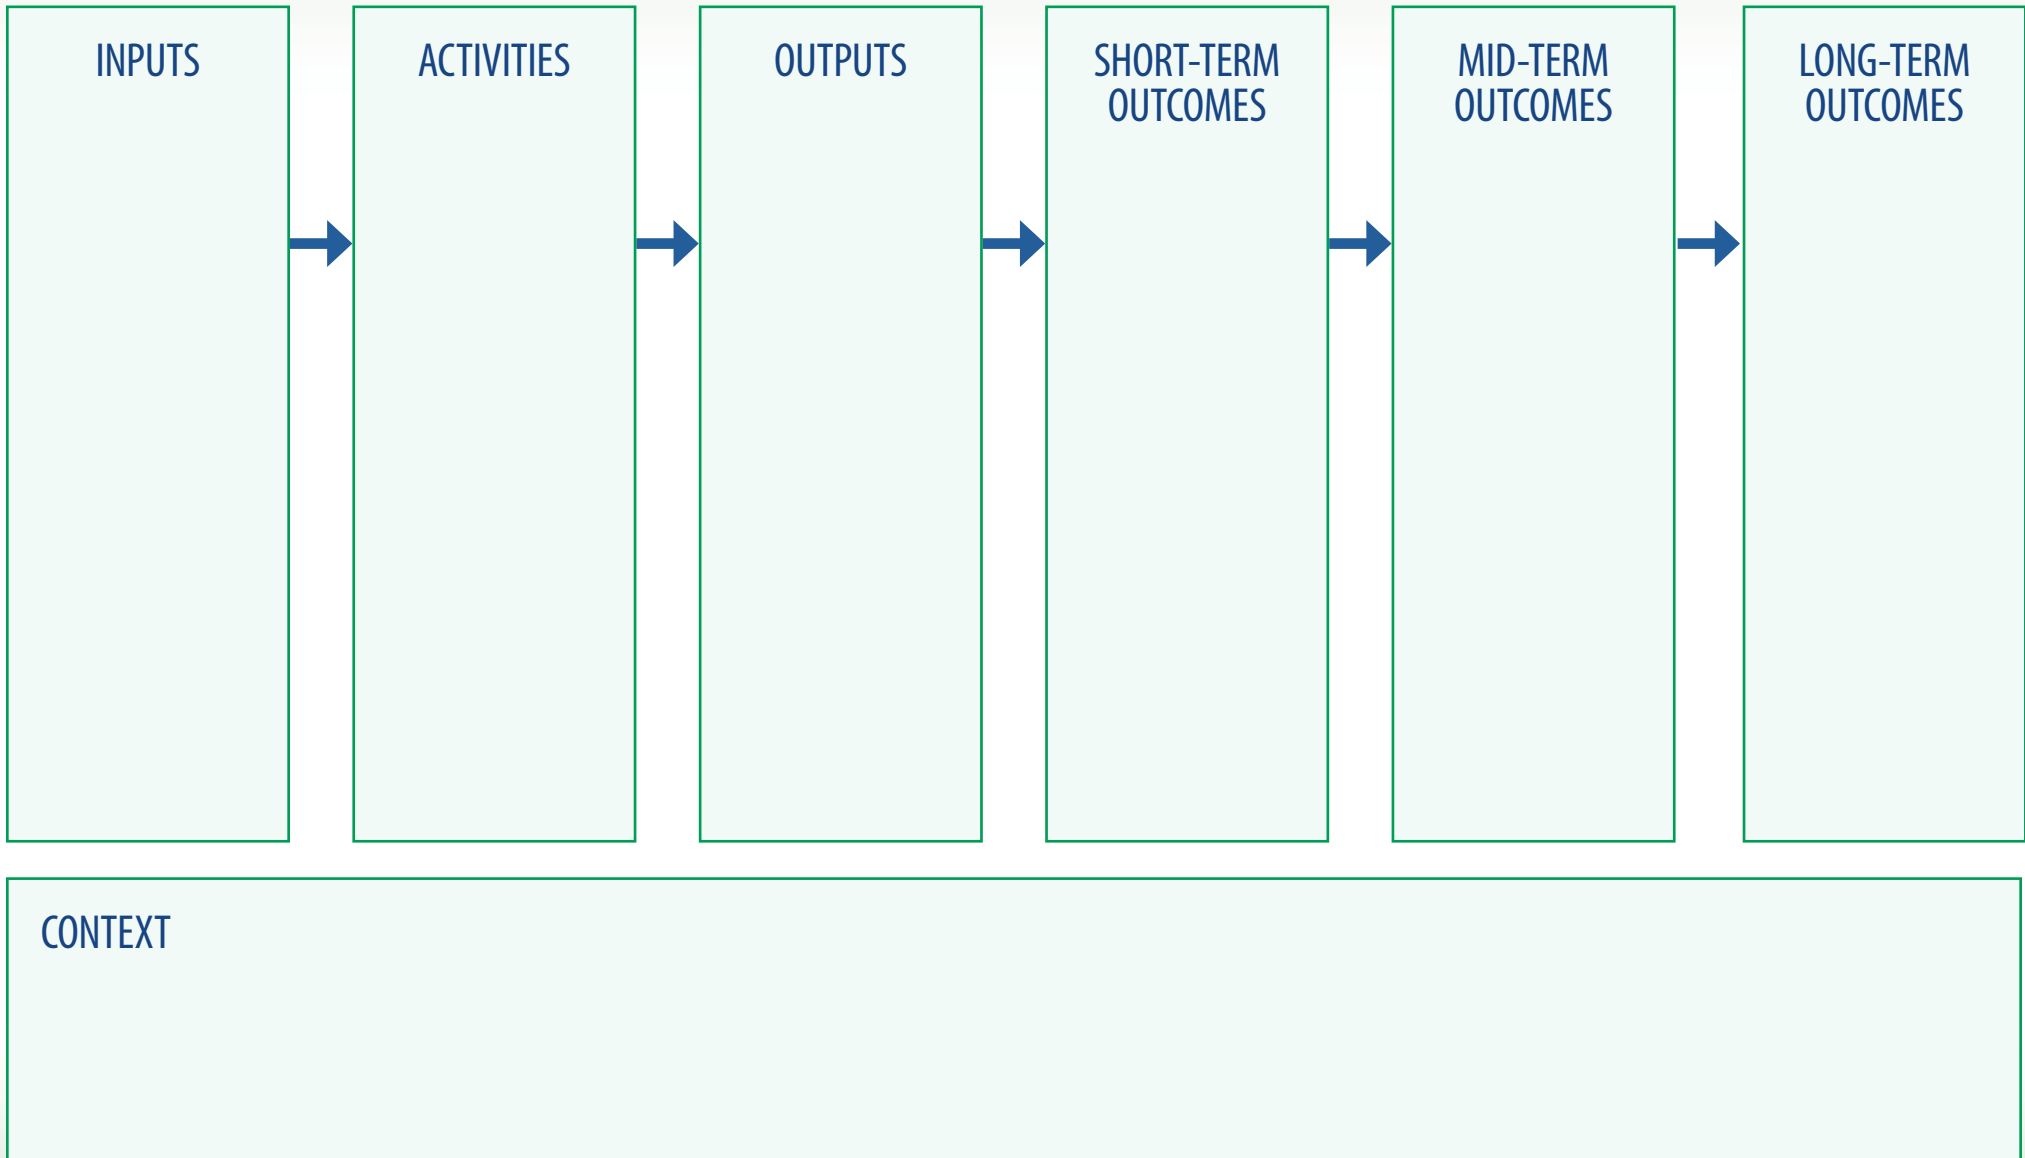 INPUTS
ACTIVITIES
OUTPUTS
SHORT-TERM
OUTCOMES
MID-TERM
OUTCOMES
LONG-TERM
OUTCOMES
CONTEXT